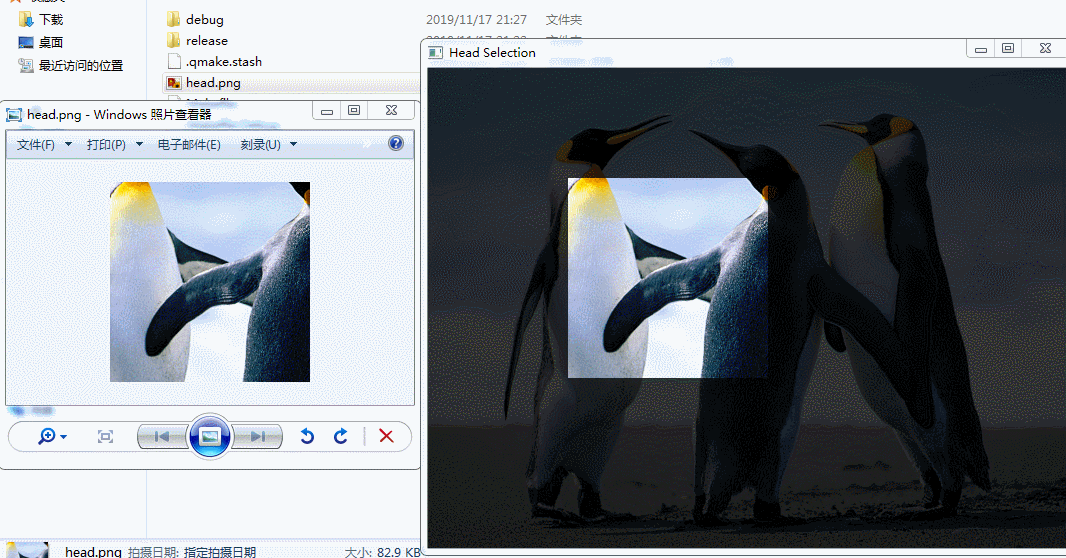 下载
桌面
最近访问的位置
debug
2019/11/17 21:27
文件夹
release
.qmake.stash
head.png
head.png - Windows 照片查看器
文件(F)
打印(P)
电子邮件(E)
刻录(U)
Head Selection
head.png
拍摄日期: 指定拍摄日期
大小: 82.9 KB